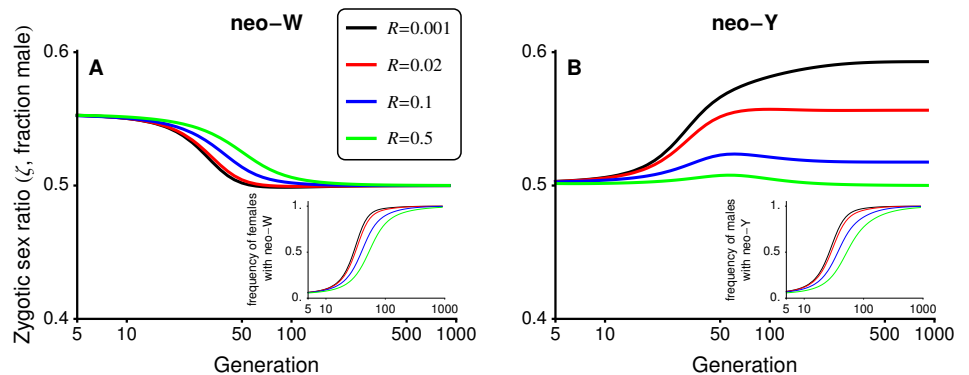 neo−W
neo−Y
R=0.001
R=0.02
R=0.1
R=0.5
A
B
Zygotic sex ratio (ζ, fraction male)
0.6
0.5
0.4
5 10 50 100 500 1000
Generation
frequency of females
with neo−W
1.
0.5
0.
5 10 100 1000
0.6
0.5
0.4
5 10 50 100 500 1000
Generation
frequency of males
with neo−Y
1.
0.5
0.
5 10 100 1000